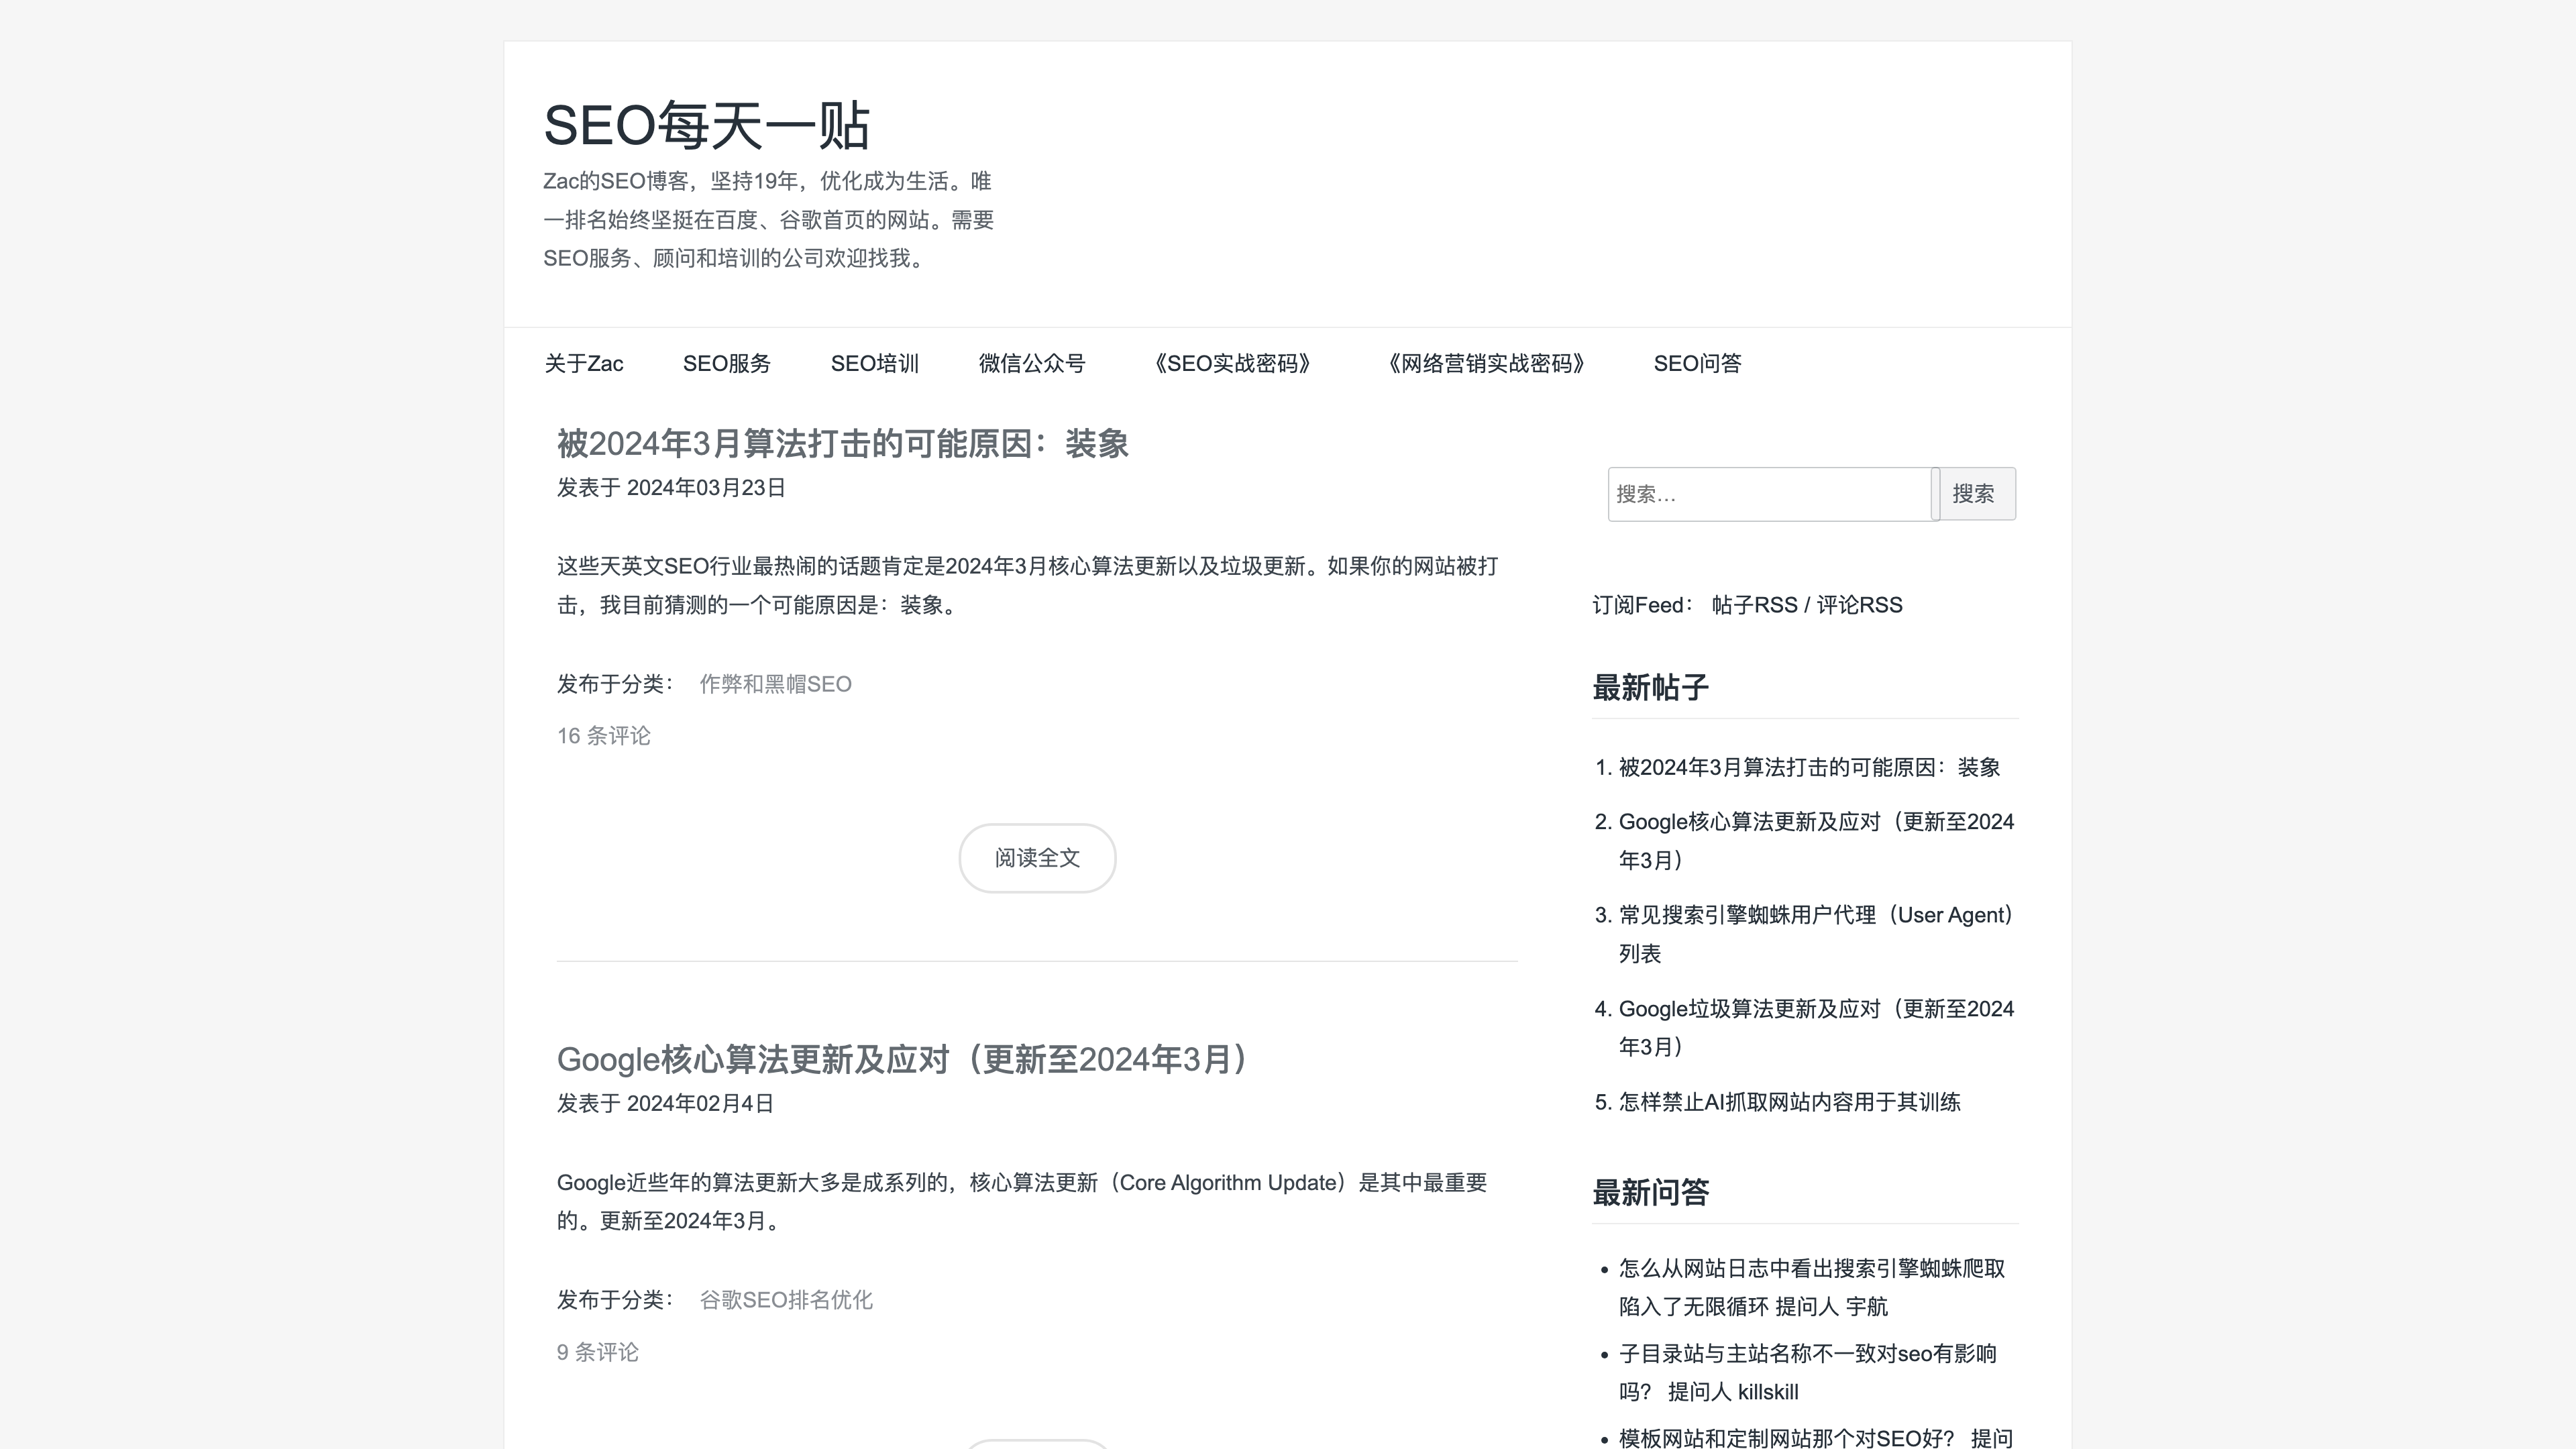 SEO每天一贴
Zac的SEO博客，坚持19年，优化成为生活。唯
一排名始终坚挺在百度、谷歌首页的网站。需要
SEO服务、顾问和培训的公司欢迎找我。
关于Zac
SEO服务
SEO培训
微信公众号
《SEO实战密码》
《网络营销实战密码》
SEO问答
被2024年3月算法打击的可能原因：装象
发表于 2024年03月23日
这些天英文SEO行业最热闹的话题肯定是2024年3月核心算法更新以及垃圾更新。如果你的网站被打
击，我目前猜测的一个可能原因是：装象。
发布于分类： 作弊和黑帽SEO
16 条评论
阅读全文
Google核心算法更新及应对（更新至2024年3月）
发表于 2024年02月4日
Google近些年的算法更新大多是成系列的，核心算法更新（Core Algorithm Update）是其中最重要
的。更新至2024年3月。
发布于分类： 谷歌SEO排名优化
9 条评论
搜索…
搜索
订阅Feed： 帖子RSS / 评论RSS
最新帖子
1. 被2024年3月算法打击的可能原因：装象
2. Google核心算法更新及应对（更新至2024
年3月）
3. 常见搜索引擎蜘蛛用户代理（User Agent）
列表
4. Google垃圾算法更新及应对（更新至2024
年3月）
5. 怎样禁止AI抓取网站内容用于其训练
最新问答
• 怎么从网站日志中看出搜索引擎蜘蛛爬取
陷入了无限循环 提问人 宇航
• 子目录站与主站名称不一致对seo有影响
吗？ 提问人 killskill
• 模板网站和定制网站那个对SEO好？ 提问